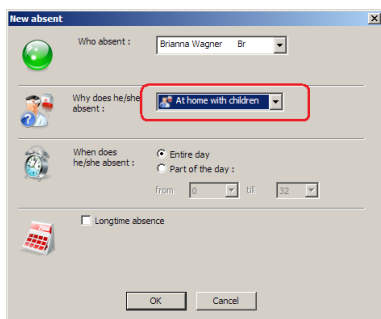 New absent
Who absent :
Brianna Wagner Br
Why does he/she
absent :
At home with children
When does
he/she absent :
Entire day
Part of the day :
from 0 till 32
Longtime absence
OK Cancel